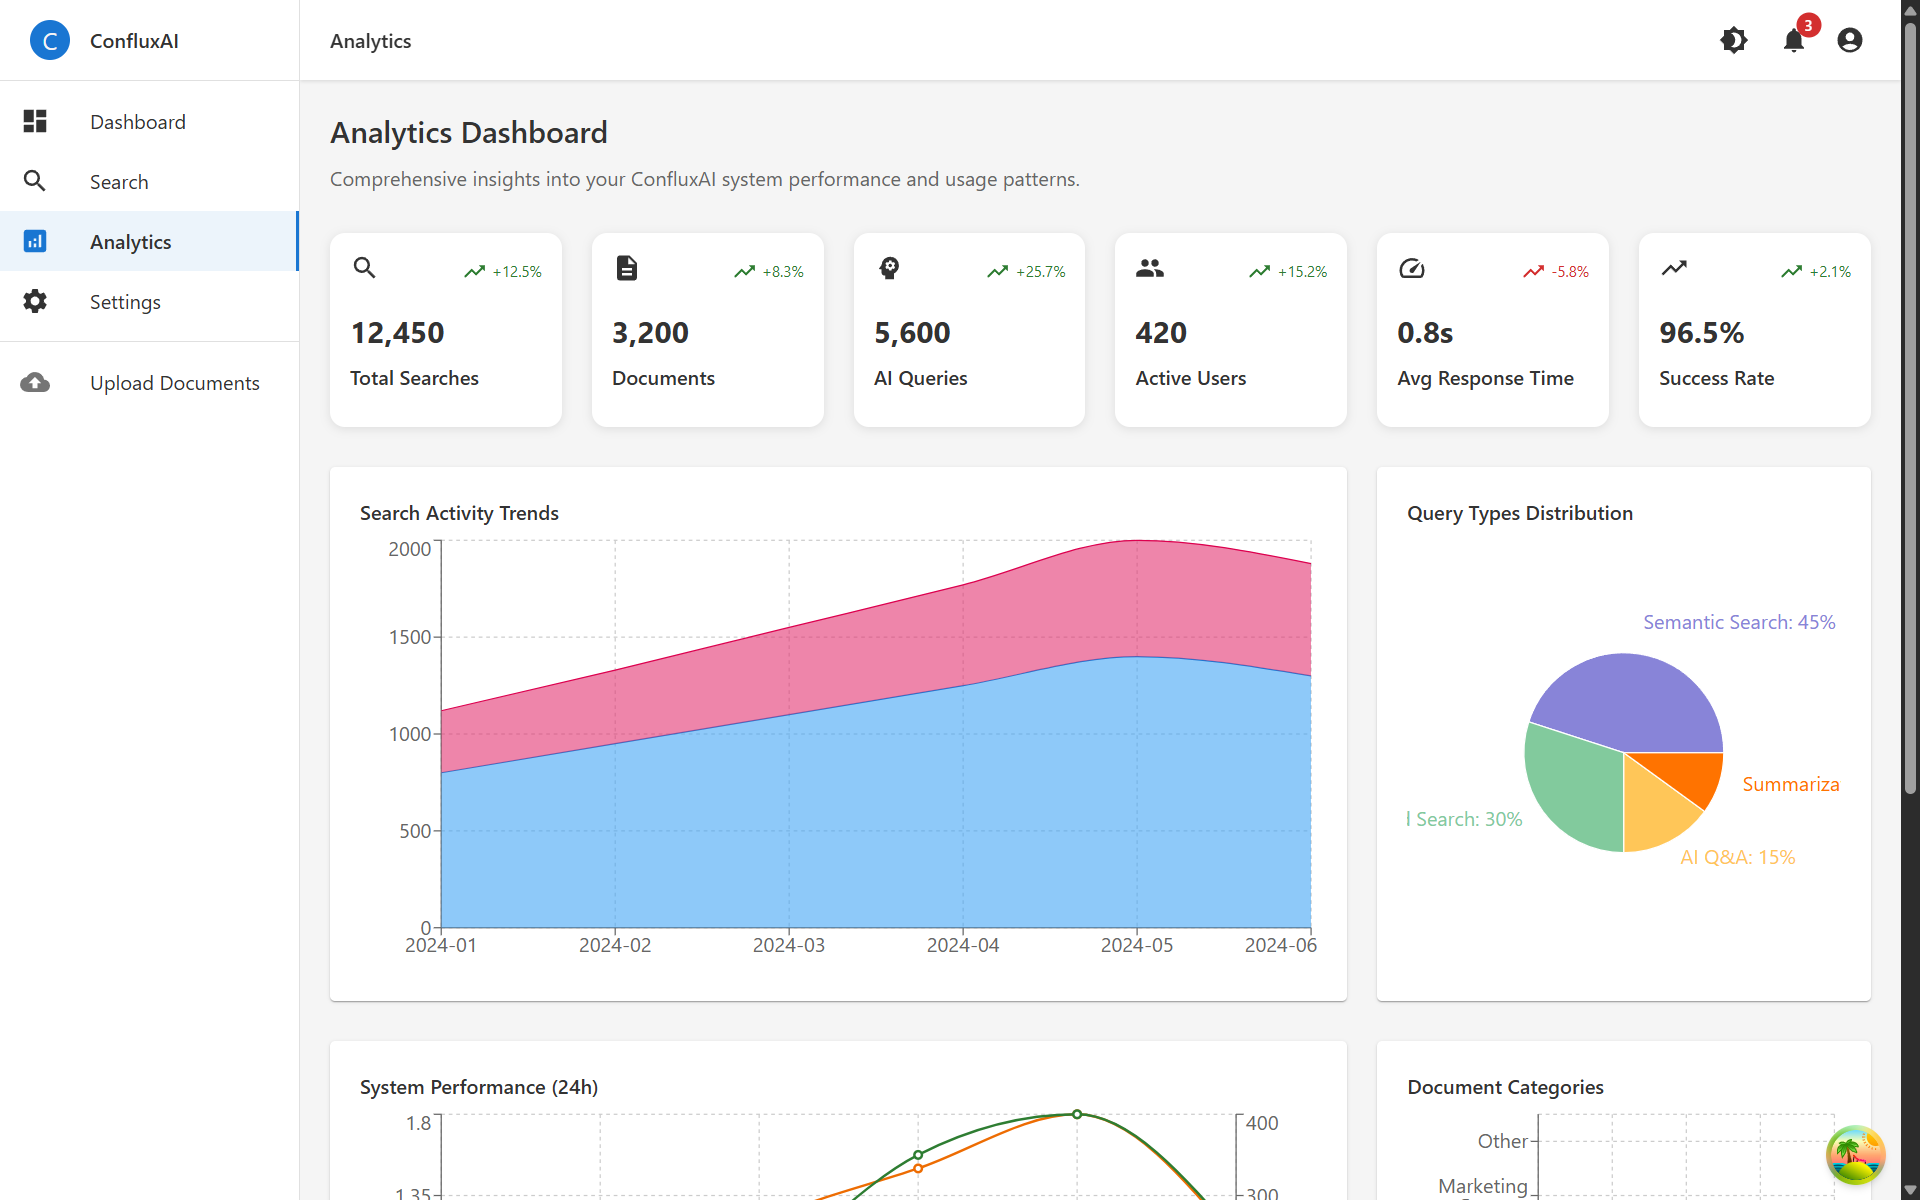 C
ConfluxAI
Analytics
3
Dashboard
Search
Analytics
Settings
Upload Documents
Analytics Dashboard
Comprehensive insights into your ConfluxAI system performance and usage patterns.
+12.5%
12,450
Total Searches
+8.3%
3,200
Documents
+25.7%
5,600
AI Queries
+15.2%
420
Active Users
-5.8%
0.8s
Avg Response Time
+2.1%
96.5%
Success Rate
Search Activity Trends
2000
1500
1000
500
0
2024-01
2024-02
2024-03
2024-04
2024-05
2024-06
Query Types Distribution
Semantic Search: 45%
Summariza
Search: 30%
AI Q&A: 15%
System Performance (24h)
1.8
400
1.35
300
Document Categories
Other
Marketing